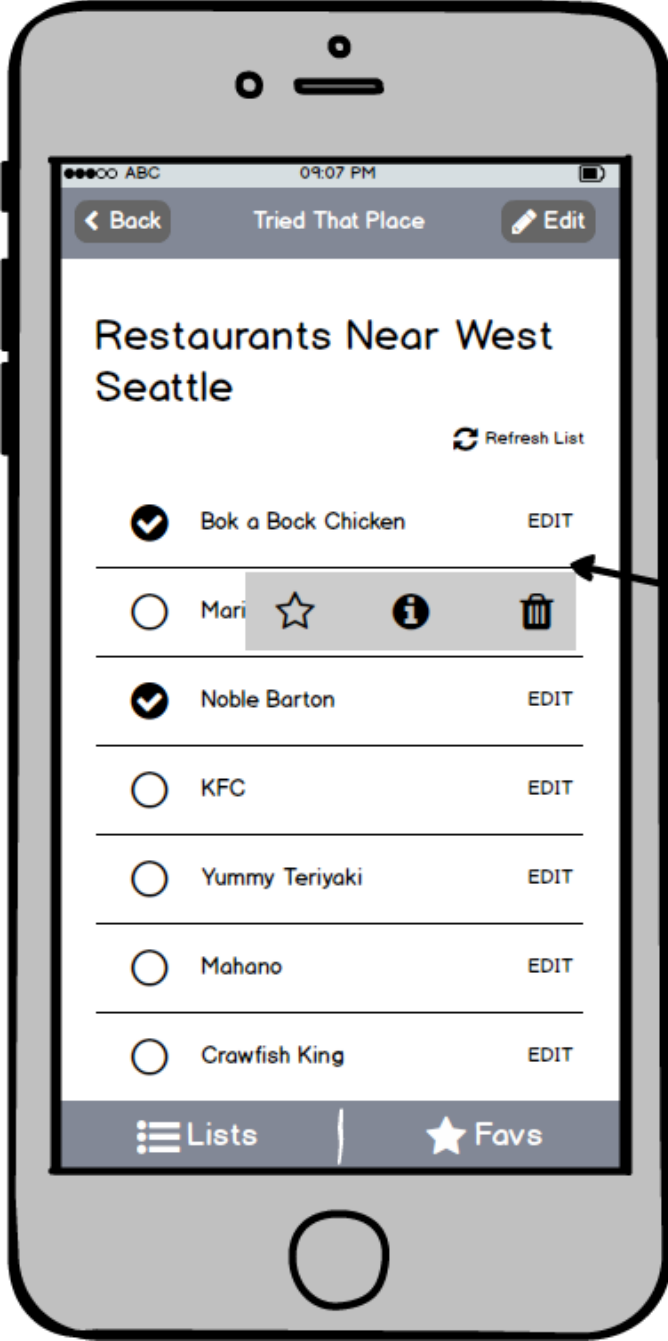 ABC 09:07 PM
Back Tried That Place Edit
Restaurants Near West
Seattle
Refresh List
Bok a Bock Chicken EDIT
Mari
Noble Barton EDIT
KFC EDIT
Yummy Teriyaki EDIT
Mahano EDIT
Crawfish King EDIT
Lists Favs